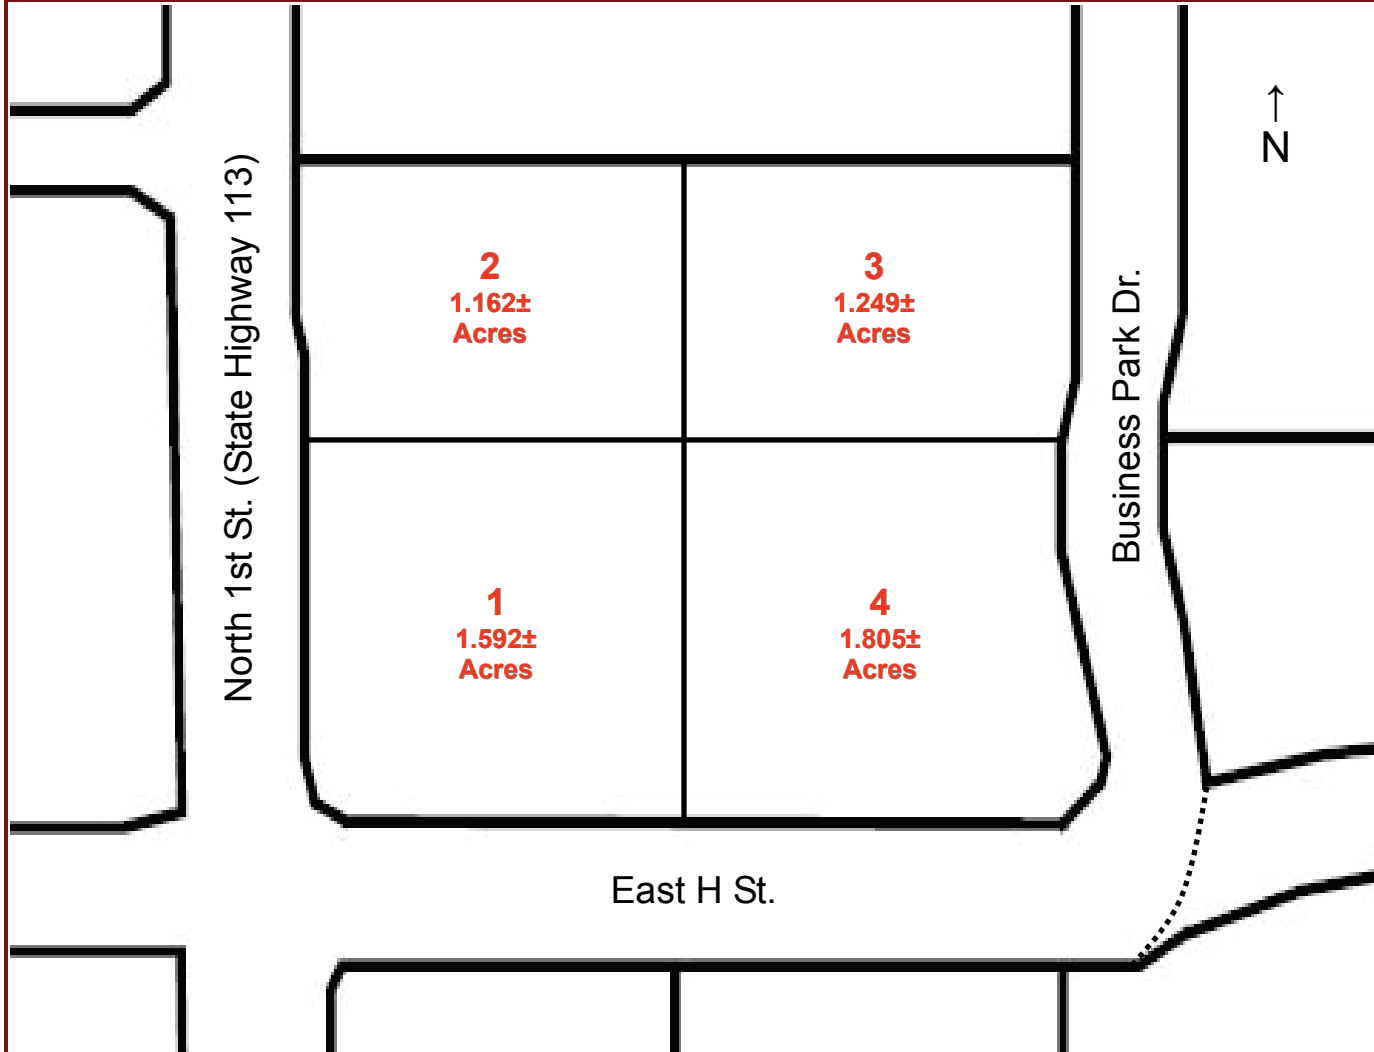 ↑
N
North 1st St. (State Highway 113)
2
1.162±
Acres
3
1.249±
Acres
Business Park Dr.
1
1.592±
Acres
4
1.805±
Acres
East H St.